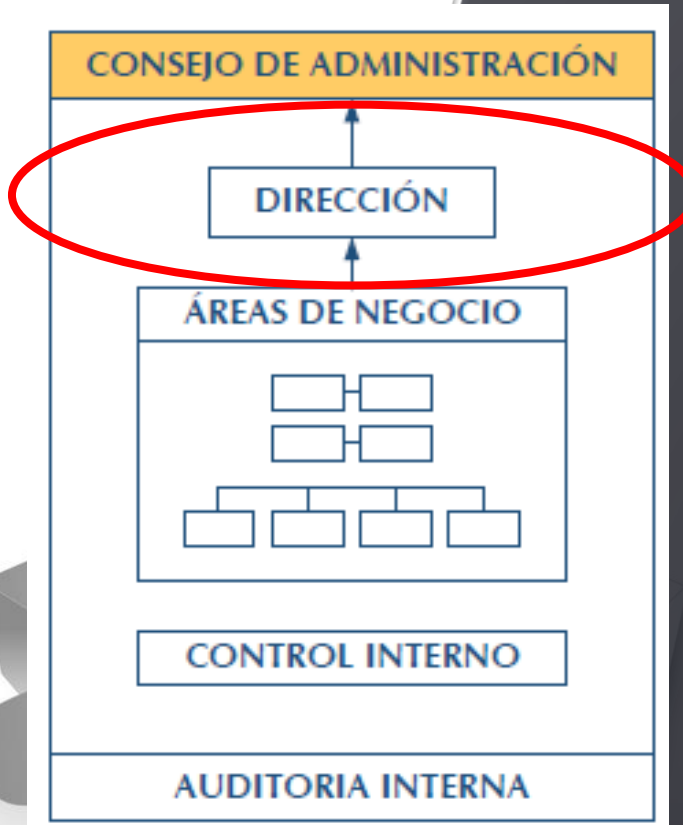 CONSEJO DE ADMINISTRACIÓN
DIRECCIÓN
ÁREAS DE NEGOCIO
CONTROL INTERNO
AUDITORIA INTERNA